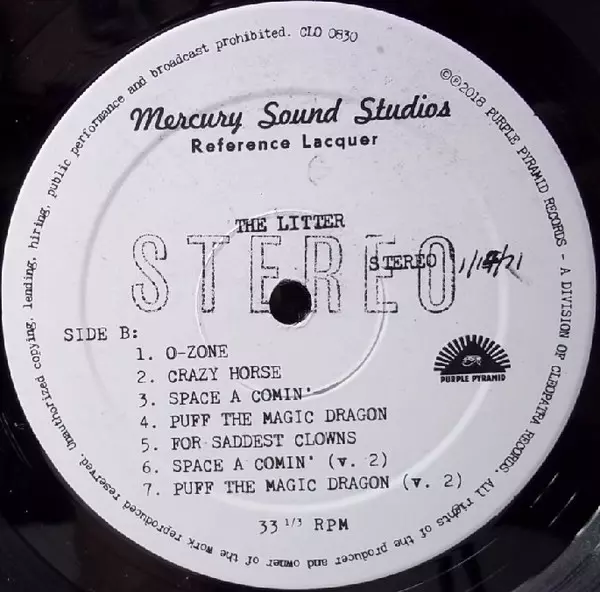 Unauthorized copying, lending, hiring, public performance and broadcast prohibited. CLO 0830
©℗2018 PURPLE PYRAMID RECORDS - A DIVISION OF CLEOPATRA RECORDS. All rights of the producer and owner of the work reproduced reserved.
Mercury Sound Studios
Reference Lacquer
THE LITTER
STEREO
STEREO
SIDE B:
1. O-ZONE
2. CRAZY HORSE
3. SPACE A COMIN'
4. PUFF THE MAGIC DRAGON
5. FOR SADDEST CLOWNS
6. SPACE A COMIN' (v. 2)
7. PUFF THE MAGIC DRAGON (v. 2)
PURPLE PYRAMID
33 1/3 RPM